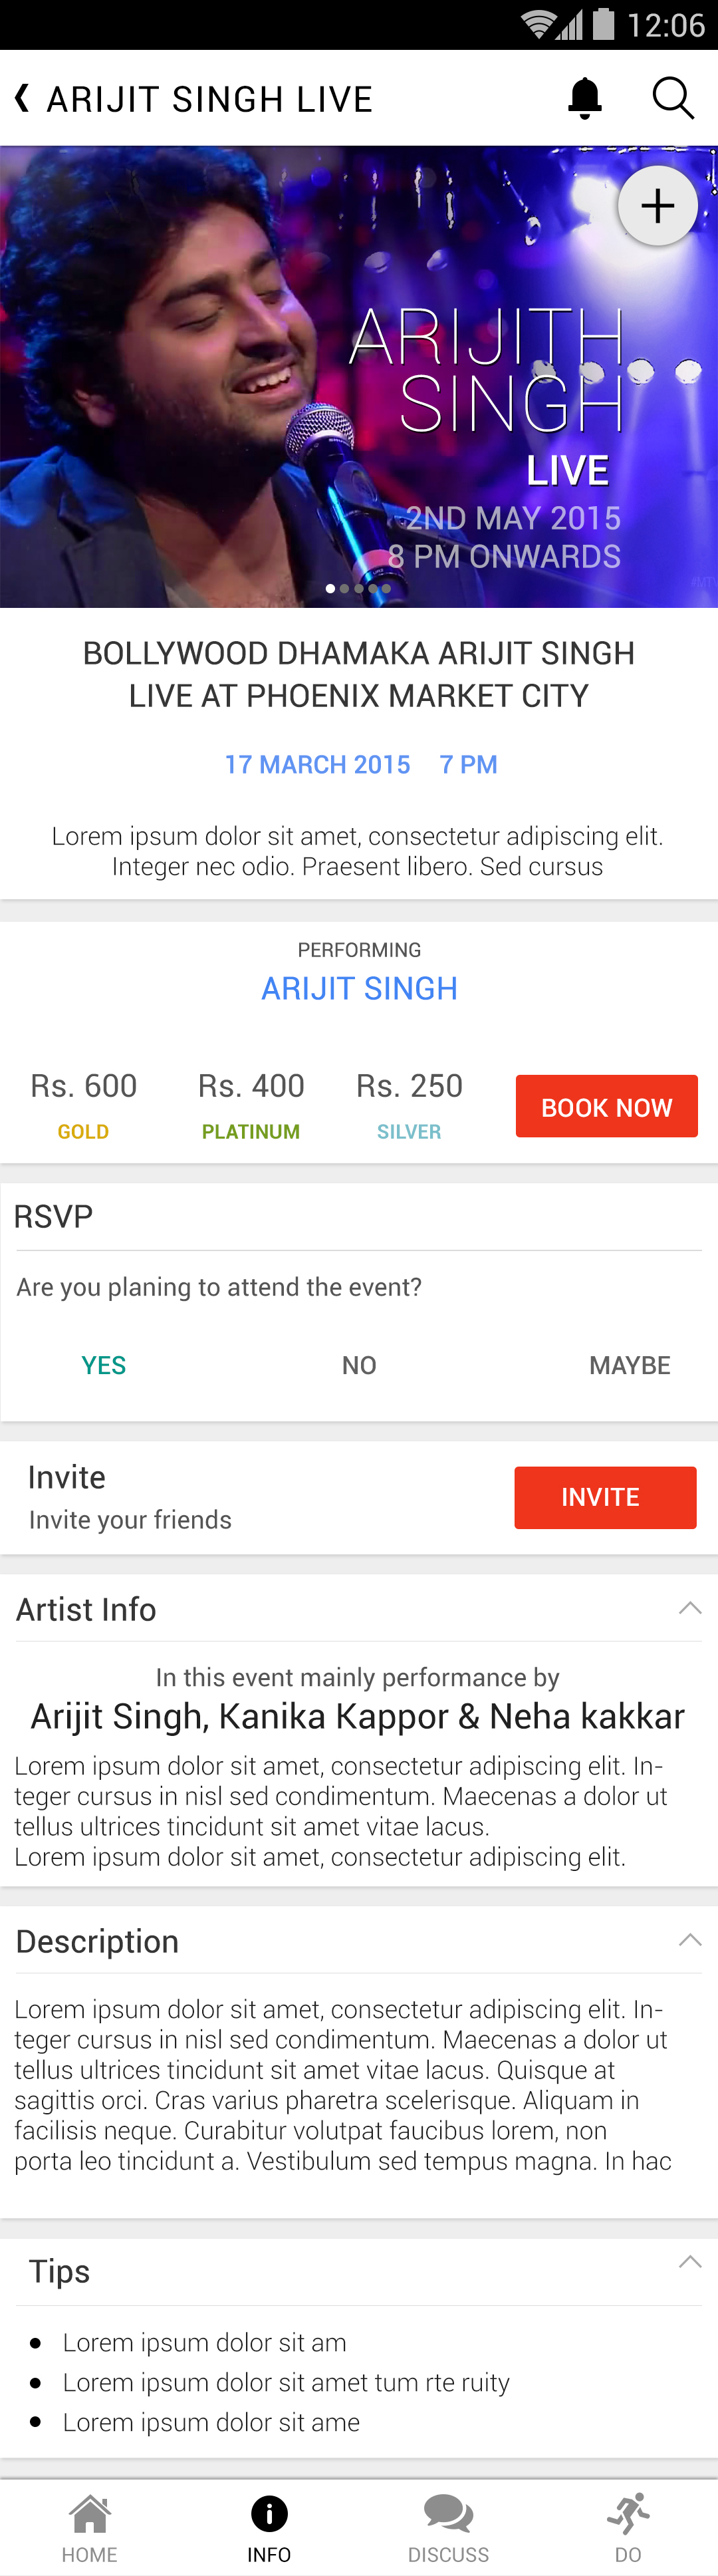 12:06
ARIJIT SINGH LIVE
ARIJITH
SINGH
LIVE
2ND MAY 2015
8 PM ONWARDS
BOLLYWOOD DHAMAKA ARIJIT SINGH
LIVE AT PHOENIX MARKET CITY
17 MARCH 2015 7 PM
Lorem ipsum dolor sit amet, consectetur adipiscing elit.
Integer nec odio. Praesent libero. Sed cursus
PERFORMING
ARIJIT SINGH
Rs. 600 Rs. 400 Rs. 250
GOLD PLATINUM SILVER
BOOK NOW
RSVP
Are you planing to attend the event?
YES NO MAYBE
Invite
Invite your friends
INVITE
Artist Info
In this event mainly performance by
Arijit Singh, Kanika Kappor & Neha kakkar
Lorem ipsum dolor sit amet, consectetur adipiscing elit. In-
teger cursus in nisl sed condimentum. Maecenas a dolor ut
tellus ultrices tincidunt sit amet vitae lacus.
Lorem ipsum dolor sit amet, consectetur adipiscing elit.
Description
Lorem ipsum dolor sit amet, consectetur adipiscing elit. In-
teger cursus in nisl sed condimentum. Maecenas a dolor ut
tellus ultrices tincidunt sit amet vitae lacus. Quisque at
sagittis orci. Cras varius pharetra scelerisque. Aliquam in
facilisis neque. Curabitur volutpat faucibus lorem, non
porta leo tincidunt a. Vestibulum sed tempus magna. In hac
Tips
● Lorem ipsum dolor sit am
● Lorem ipsum dolor sit amet tum rte ruity
● Lorem ipsum dolor sit ame
HOME INFO DISCUSS DO